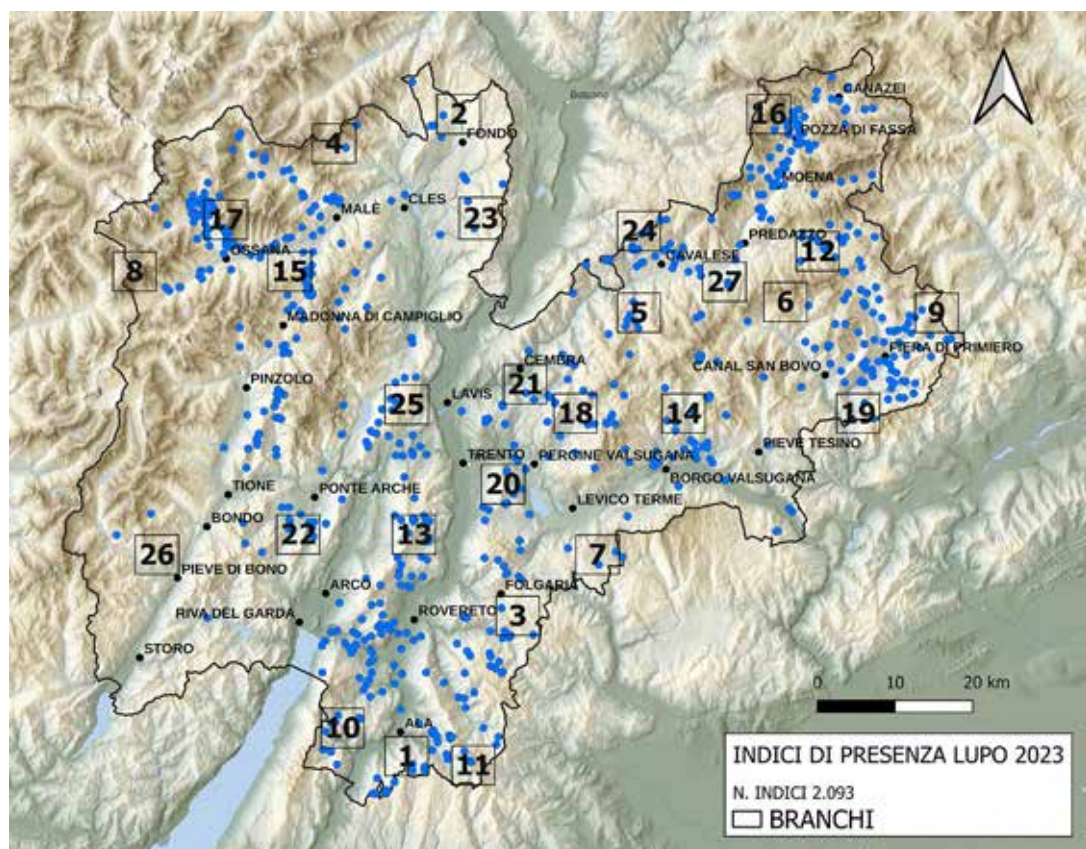 CANAZEI
Bolzano
16
2
4
FONDO
POZZA DI FASSA
MOENA
CLES
MALÈ
17
23
24
PREDAZZO
12
OSSANA
CAVALESE
8
15
27
6
5
9
MADONNA DI CAMPIGLIO
FIERA DI PRIMIERO
CEMBRA
CANAL SAN BOVO
21
PINZOLO
25
LAVIS
18
14
19
PIEVE TESINO
TRENTO
PERGINE VALSUGANA
BORGO VALSUGANA
20
TIONE
PONTE ARCHE
LEVICO TERME
BONDO
22
13
26
7
PIEVE DI BONO
ARCO
FOLGARIA
RIVA DEL GARDA
ROVERETO
3
STORO
0 10 20 km
10
ALA
1
11
INDICI DI PRESENZA LUPO 2023
N. INDICI 2.093
BRANCHI